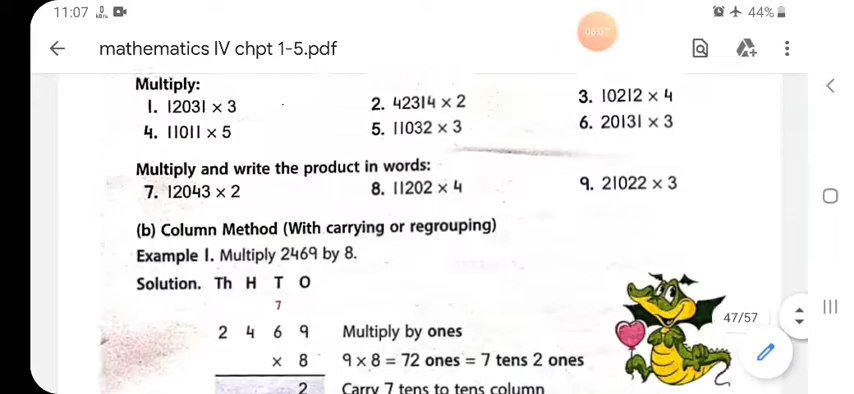 11:07 0 KB/s 44%
mathematics IV chpt 1-5.pdf
06:07
Multiply:
1. 12031 × 3 2. 42314 × 2 3. 10212 × 4
4. 11011 × 5 5. 11032 × 3 6. 20131 × 3
Multiply and write the product in words:
7. 12043 × 2 8. 11202 × 4 9. 21022 × 3
(b) Column Method (With carrying or regrouping)
Example 1. Multiply 2469 by 8.
Solution. Th H T O
7
2 4 6 9 Multiply by ones
× 8 9 × 8 = 72 ones = 7 tens 2 ones
2 Carry 7 tens to tens column
47/57